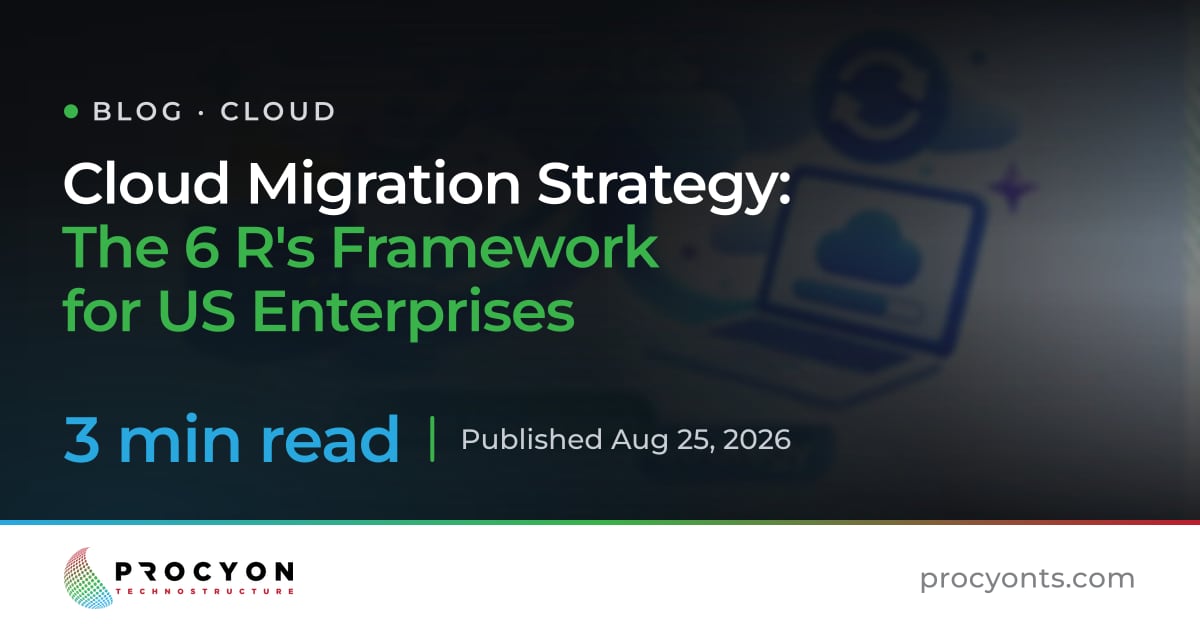 BLOG · CLOUD
Cloud Migration Strategy:
The 6 R's Framework
for US Enterprises
3 min read
Published Aug 25, 2026
PROCYON
TECHNOSTRUCTURE
procyonts.com